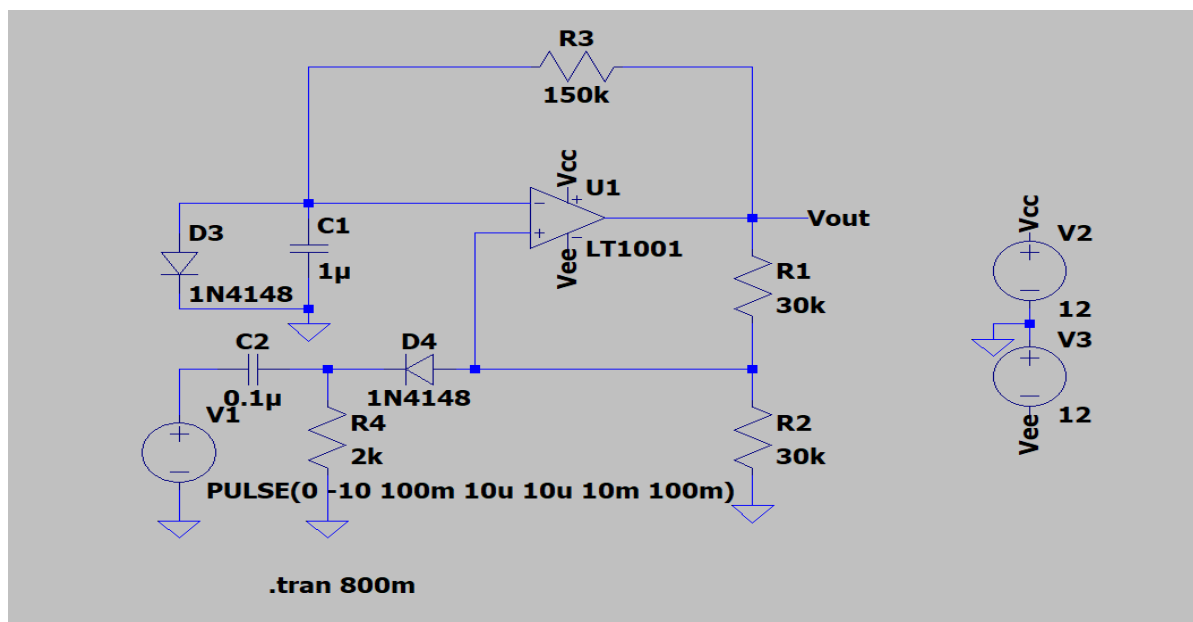 R3
150k
Vcc
U1
D3
C1
−
+
+
−
Vout
Vcc
V2
LT1001
Vee
1µ
1N4148
R1
30k
+
−
12
C2
D4
V3
+
−
0.1µ
1N4148
V1
R4
R2
12
+
−
2k
30k
Vee
PULSE(0 -10 100m 10u 10u 10m 100m)
.tran 800m